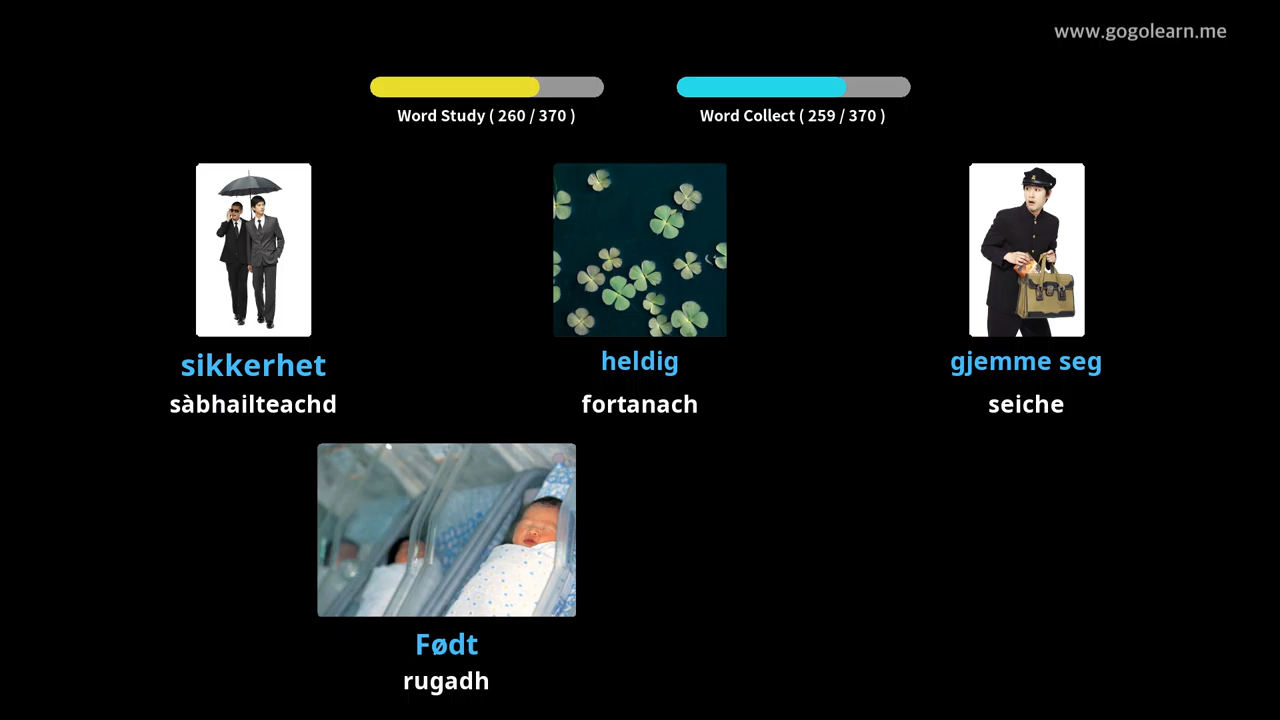 www.gogolearn.me
Word Study ( 260 / 370 )
Word Collect ( 259 / 370 )
sikkerhet
sàbhailteachd
heldig
fortanach
gjemme seg
seiche
Født
rugadh